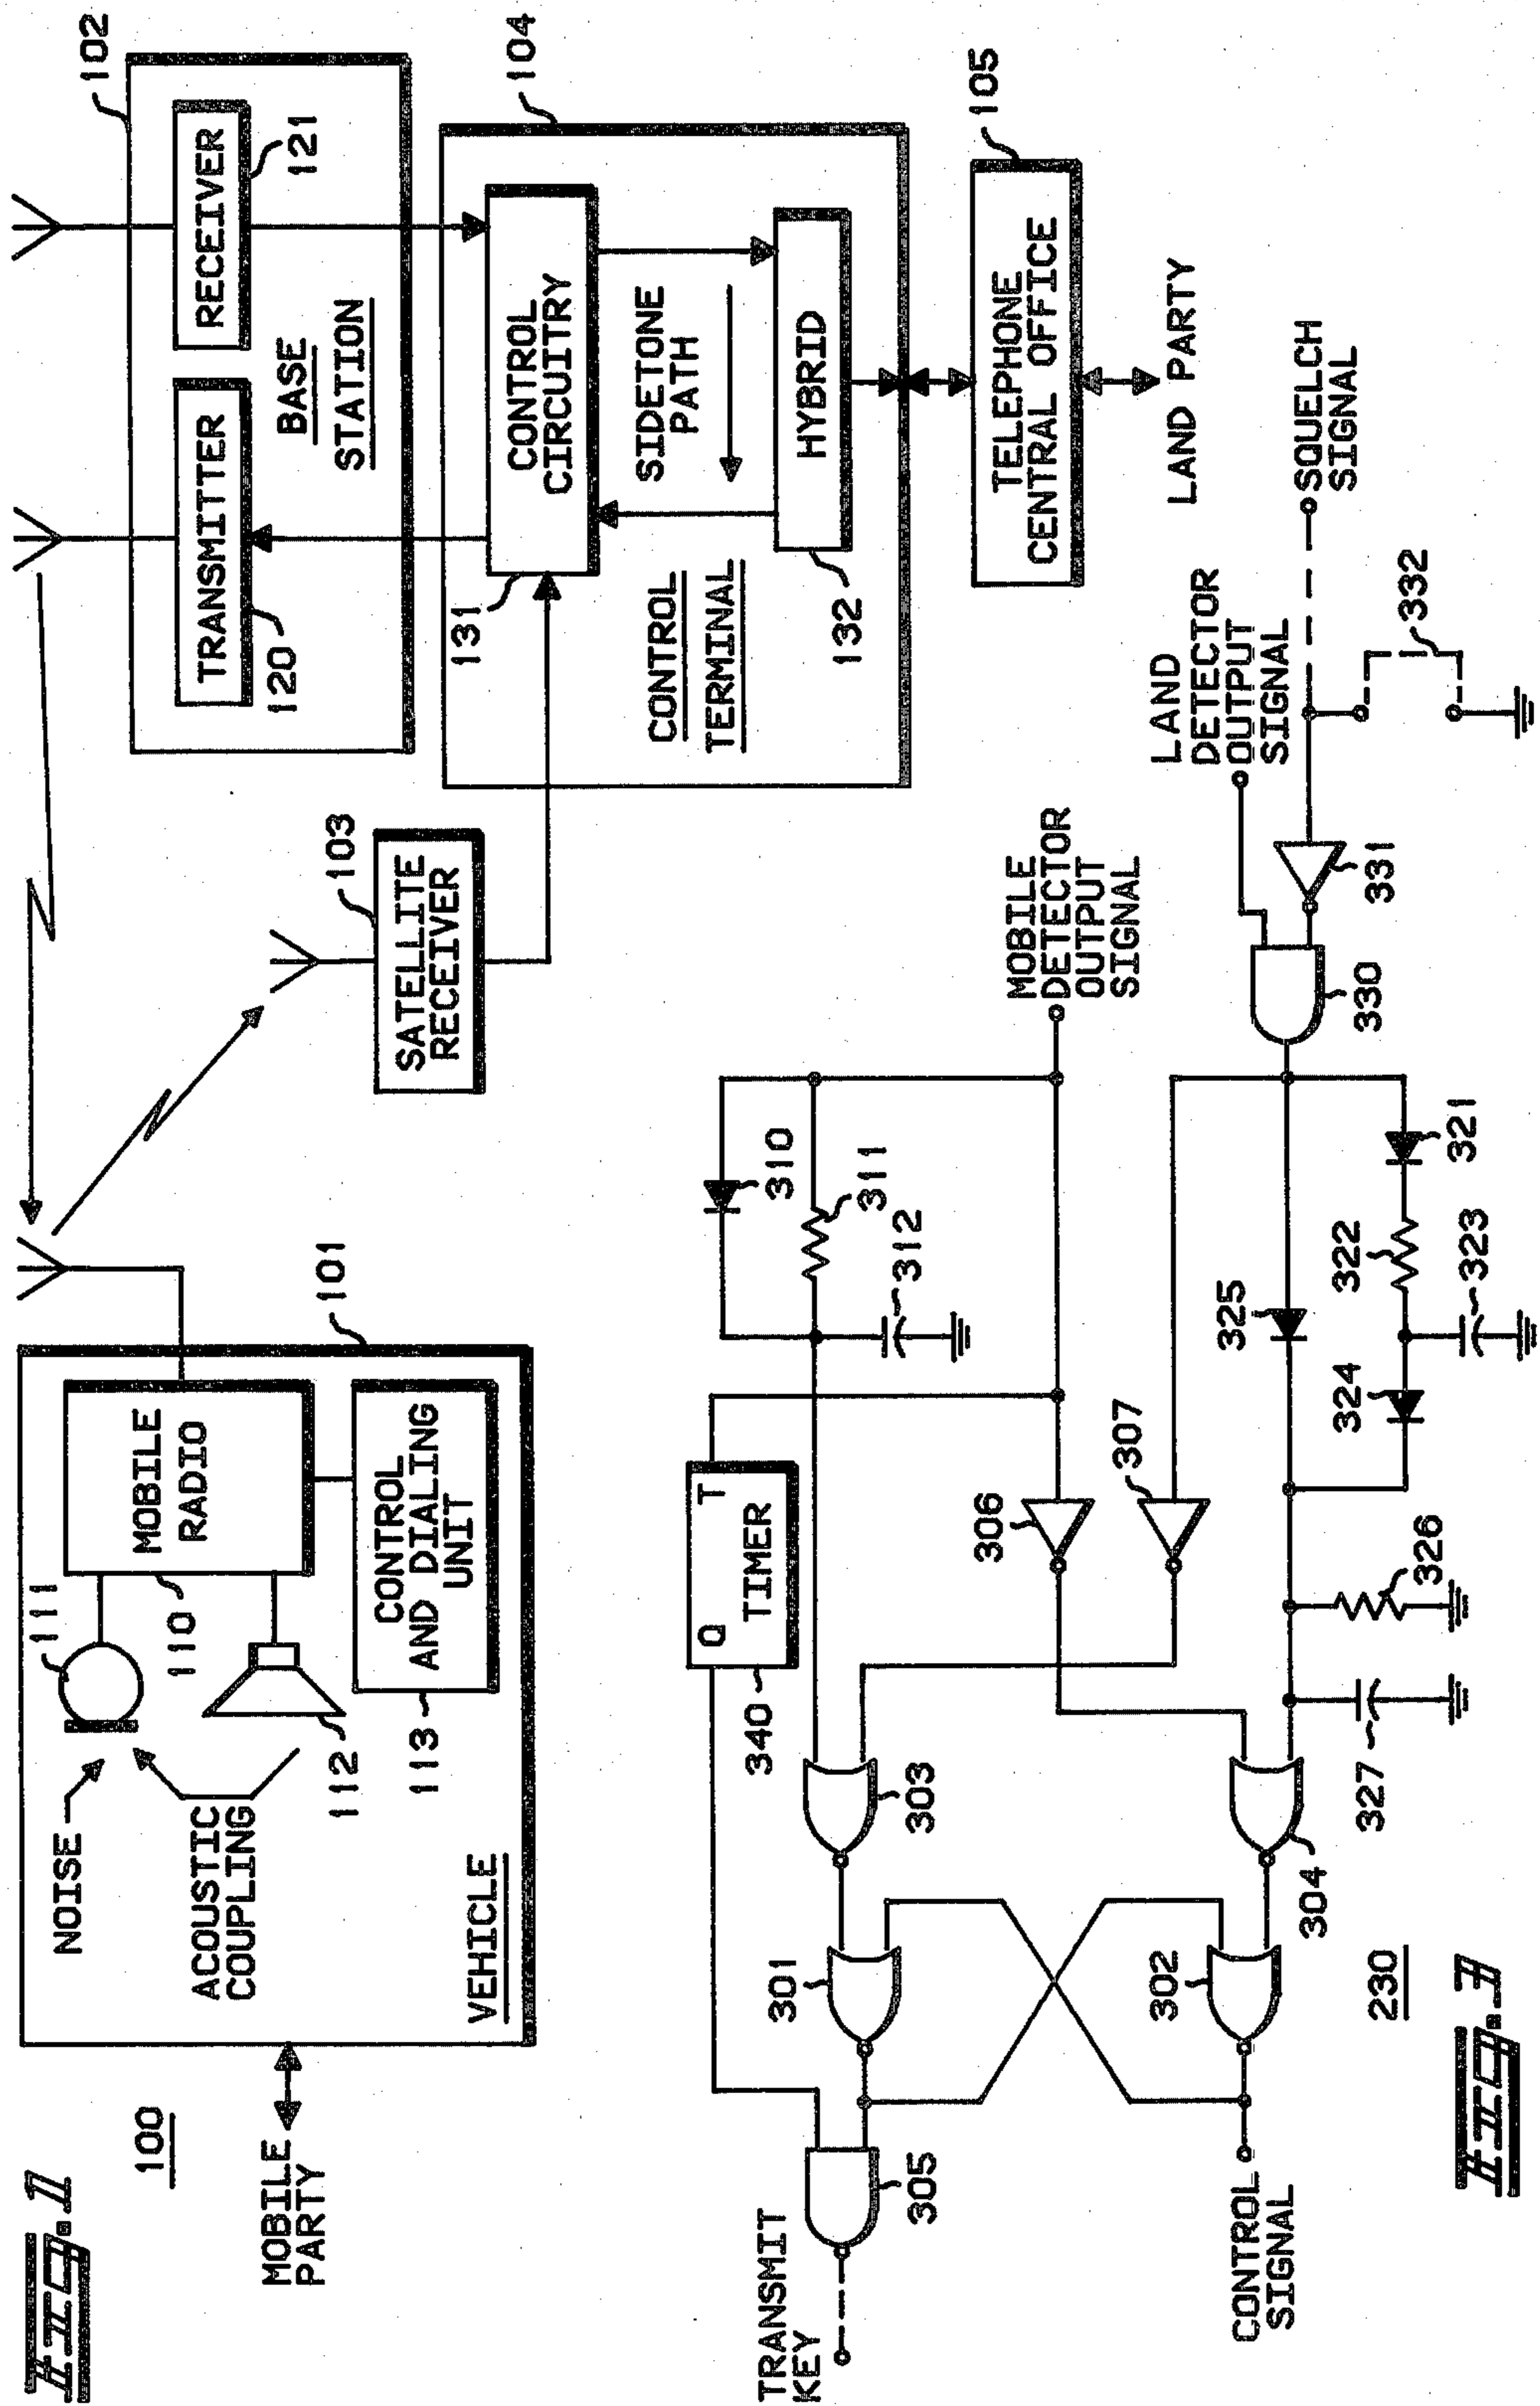 FIG. 1
100
MOBILE
PARTY
VEHICLE
101
NOISE
ACOUSTIC
COUPLING
111
110
112
113
MOBILE
RADIO
CONTROL
AND DIALING
UNIT
103
SATELLITE
RECEIVER
102
TRANSMITTER
120
RECEIVER
121
BASE
STATION
104
131
CONTROL
CIRCUITRY
SIDETONE
PATH
CONTROL
TERMINAL
HYBRID
132
105
TELEPHONE
CENTRAL OFFICE
LAND PARTY
FIG. 3
230
TRANSMIT
KEY
CONTROL
SIGNAL
305
301
302
303
304
340
Q
T
TIMER
306
307
310
311
312
325
324
322
321
323
326
327
MOBILE
DETECTOR
OUTPUT
SIGNAL
330
331
332
LAND
DETECTOR
OUTPUT
SIGNAL
SQUELCH
SIGNAL